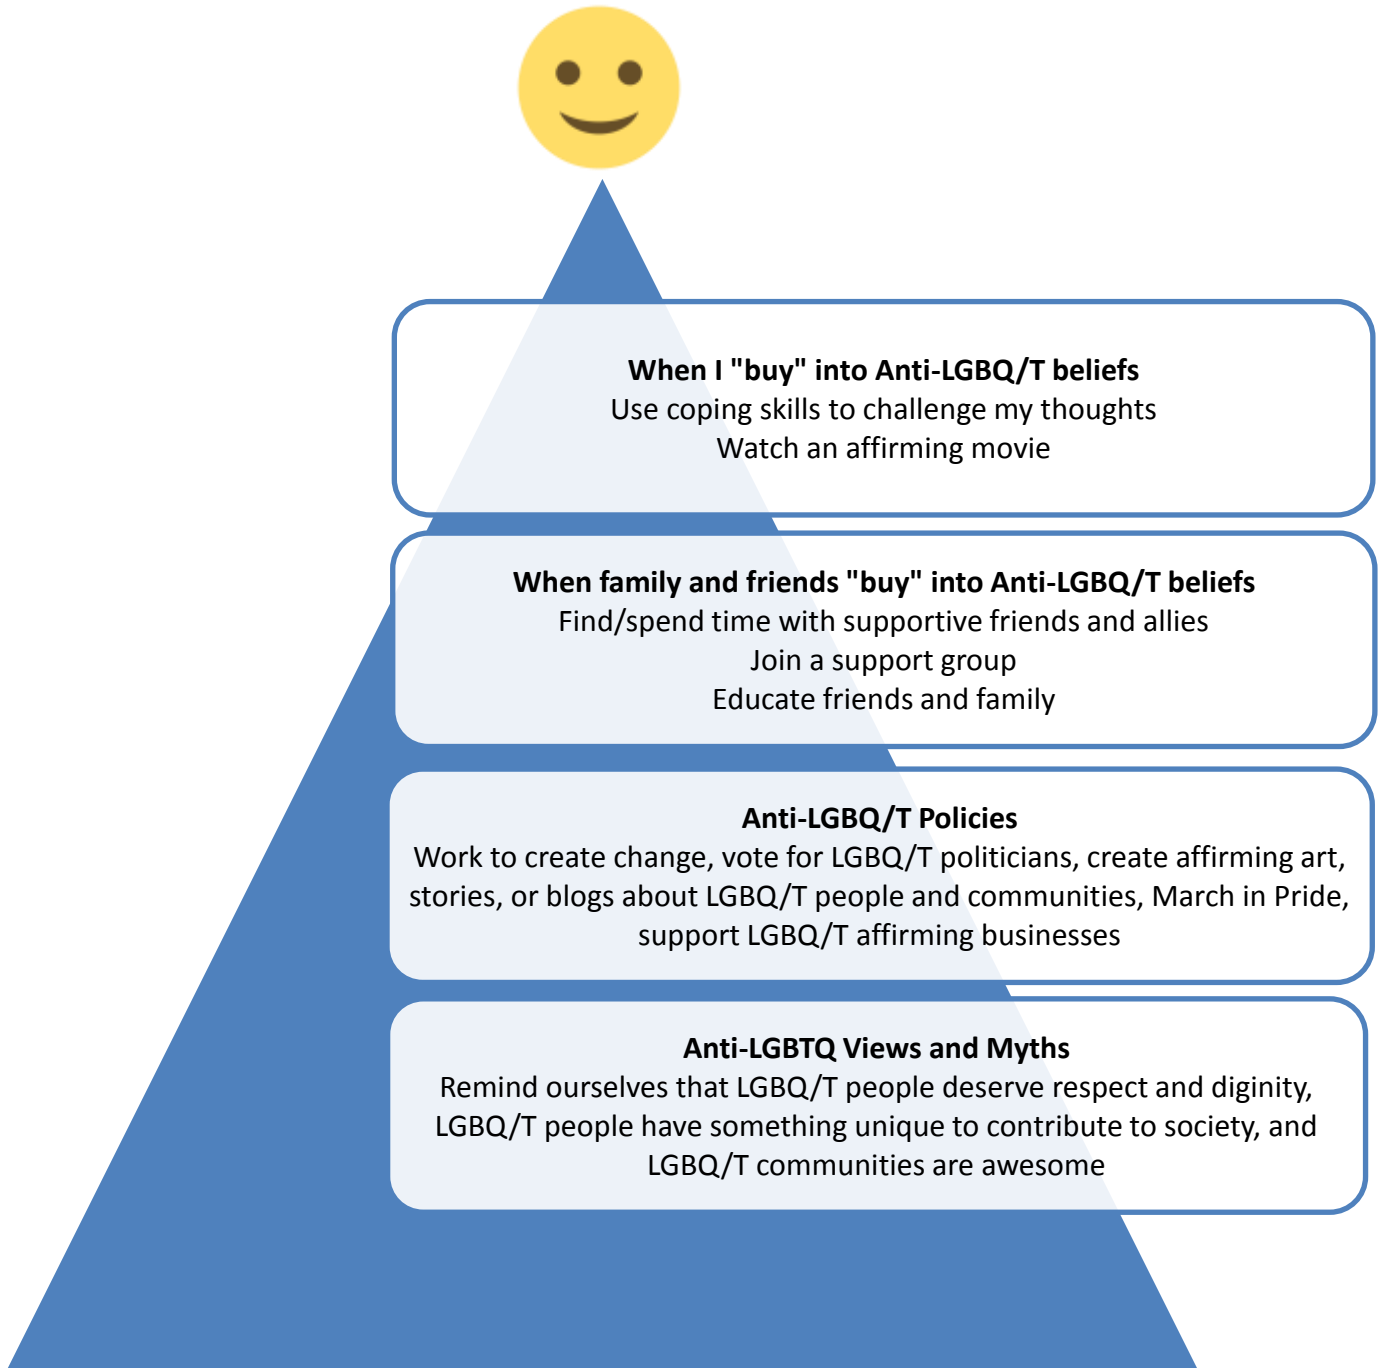 When I "buy" into Anti-LGBQ/T beliefs
Use coping skills to challenge my thoughts
Watch an affirming movie
When family and friends "buy" into Anti-LGBQ/T beliefs
Find/spend time with supportive friends and allies
Join a support group
Educate friends and family
Anti-LGBQ/T Policies
Work to create change, vote for LGBQ/T politicians, create affirming art,
stories, or blogs about LGBQ/T people and communities, March in Pride,
support LGBQ/T affirming businesses
Anti-LGBTQ Views and Myths
Remind ourselves that LGBQ/T people deserve respect and diginity,
LGBQ/T people have something unique to contribute to society, and
LGBQ/T communities are awesome